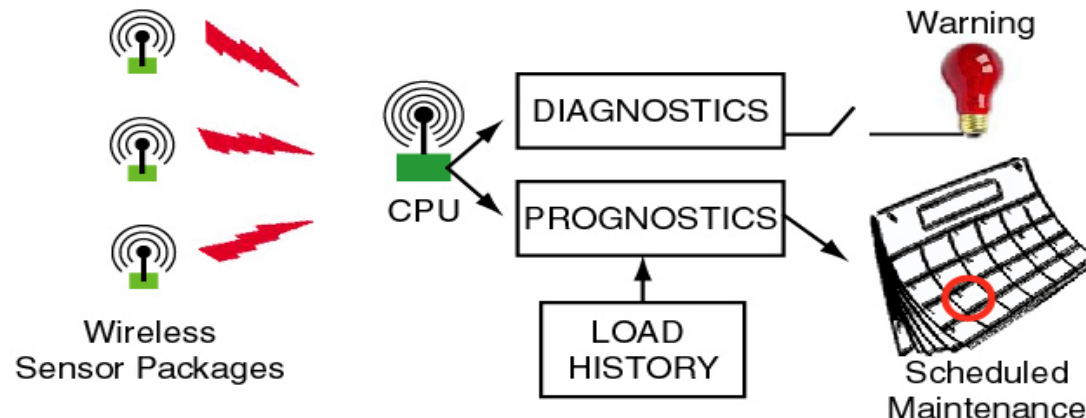 Warning
DIAGNOSTICS
CPU
PROGNOSTICS
LOAD
HISTORY
Wireless
Sensor Packages
Scheduled
Maintenance